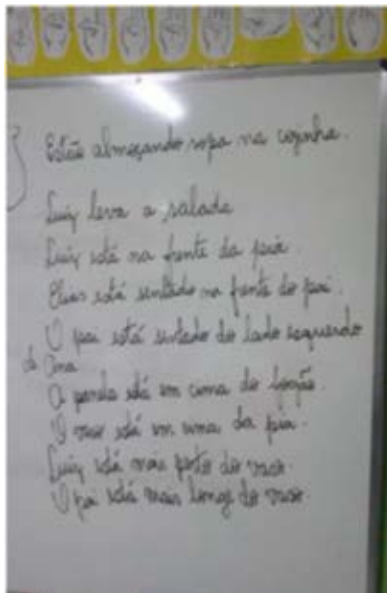 Estão almoçando sopa na cozinha.
Luiz leva a salada
Luiz está na frente da pia.
Elias está sentado na frente do pai.
O pai está sentado do lado esquerdo
da Ana
A panela está em cima do fogão.
O vaso está em cima da pia.
Luiz está mais perto do vaso.
O pai está mais longe do vaso.